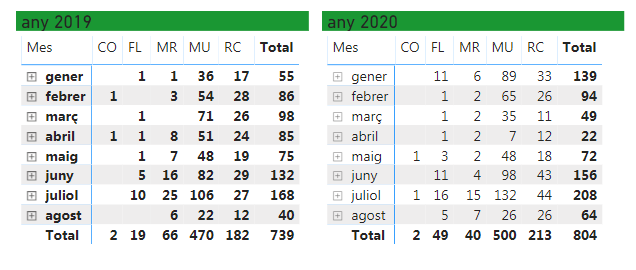 any 2019
Mes CO FL MR MU RC Total
gener 1 1 36 17 55
febrer 1 3 54 28 86
març 1 71 26 98
abril 1 1 8 51 24 85
maig 1 7 48 19 75
juny 5 16 82 29 132
juliol 10 25 106 27 168
agost 6 22 12 40
Total 2 19 66 470 182 739
any 2020
Mes CO FL MR MU RC Total
gener 11 6 89 33 139
febrer 1 2 65 26 94
març 1 2 35 11 49
abril 1 2 7 12 22
maig 1 3 2 48 18 72
juny 11 4 98 43 156
juliol 1 16 15 132 44 208
agost 5 7 26 26 64
Total 2 49 40 500 213 804